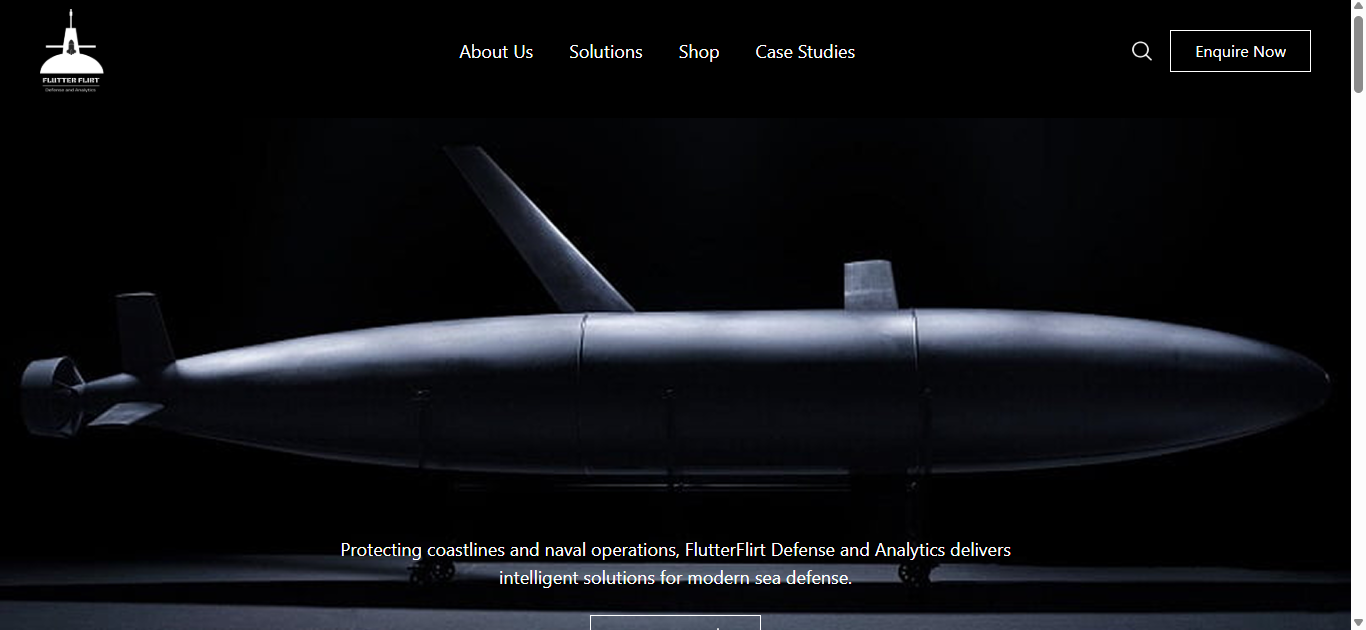 About Us
Solutions
Shop
Case Studies
Enquire Now
FLUTTER FLIRT
Defense and Analytics
Protecting coastlines and naval operations, FlutterFlirt Defense and Analytics delivers
intelligent solutions for modern sea defense.